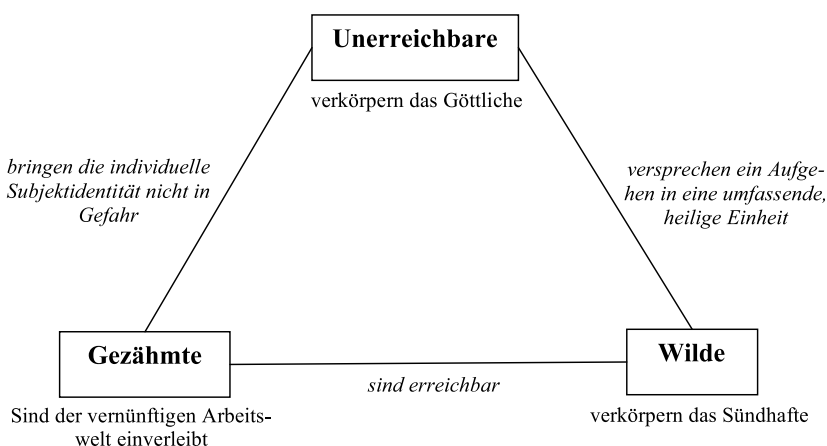 Unerreichbare
verkörpern das Göttliche
bringen die individuelle
Subjektidentität nicht in
Gefahr
versprechen ein Aufge-
hen in eine umfassende,
heilige Einheit
Gezähmte
Wilde
sind erreichbar
Sind der vernünftigen Arbeits-
welt einverleibt
verkörpern das Sündhafte